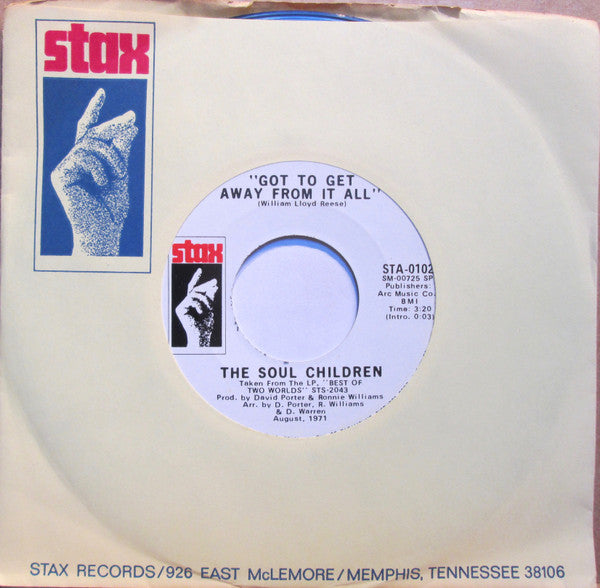 stax
"GOT TO GET
AWAY FROM IT ALL"
(William Lloyd Reese)
stax
STA-0102
SM-00725 SP
Publishers:
Arc Music Co.
BMI
Time: 3:20
(Intro. 0:03)
THE SOUL CHILDREN
Taken From The LP, "BEST OF
TWO WORLDS" STS-2043
Prod. by David Porter & Ronnie Williams
Arr. by D. Porter, R. Williams
& D. Warren
August, 1971
STAX RECORDS/926 EAST McLEMORE/MEMPHIS, TENNESSEE 38106